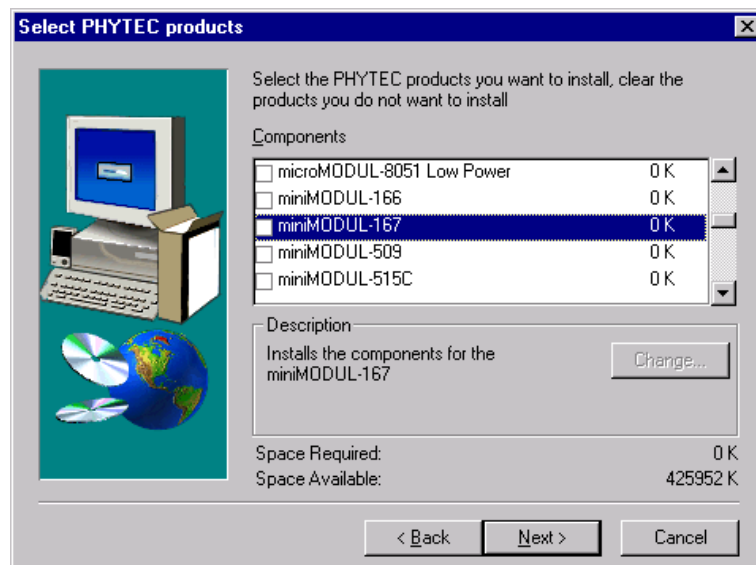 Select PHYTEC products
Select the PHYTEC products you want to install, clear the
products you do not want to install
Components
microMODUL-8051 Low Power 0 K
miniMODUL-166 0 K
miniMODUL-167 0 K
miniMODUL-509 0 K
miniMODUL-515C 0 K
Description
Installs the components for the
miniMODUL-167
Change...
Space Required: 0 K
Space Available: 425952 K
< Back Next > Cancel